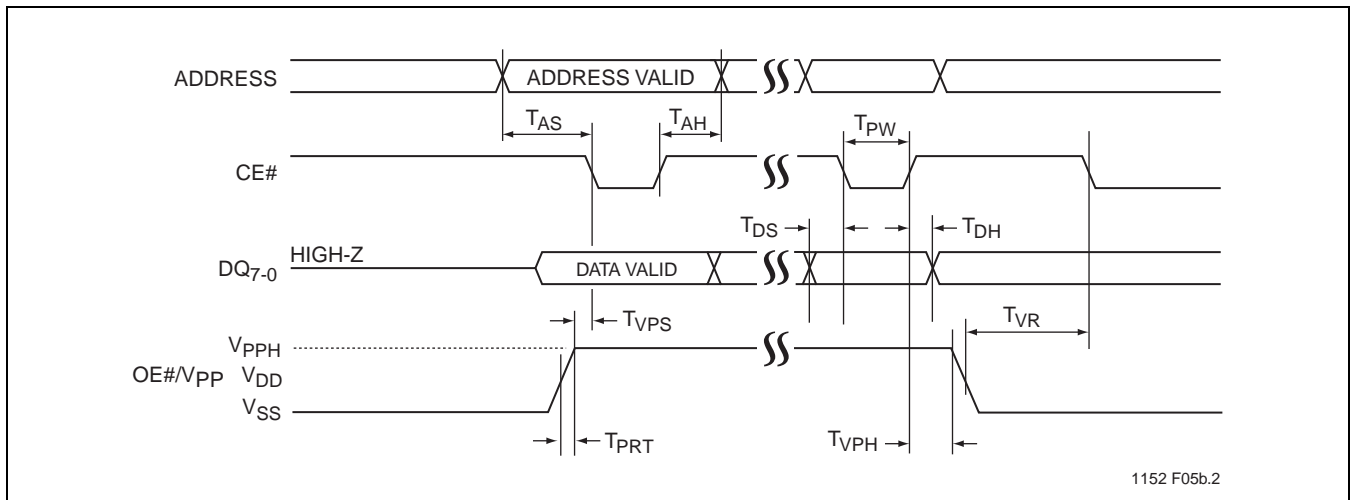 ADDRESS
ADDRESS VALID
TAS
TAH
TPW
CE#
TDS
TDH
HIGH-Z
DQ7-0
DATA VALID
TVPS
TVR
VPPH
OE#/VPP VDD
VSS
TPRT
TVPH
1152 F05b.2